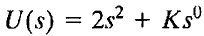 U(s) = 2s² + Ks⁰